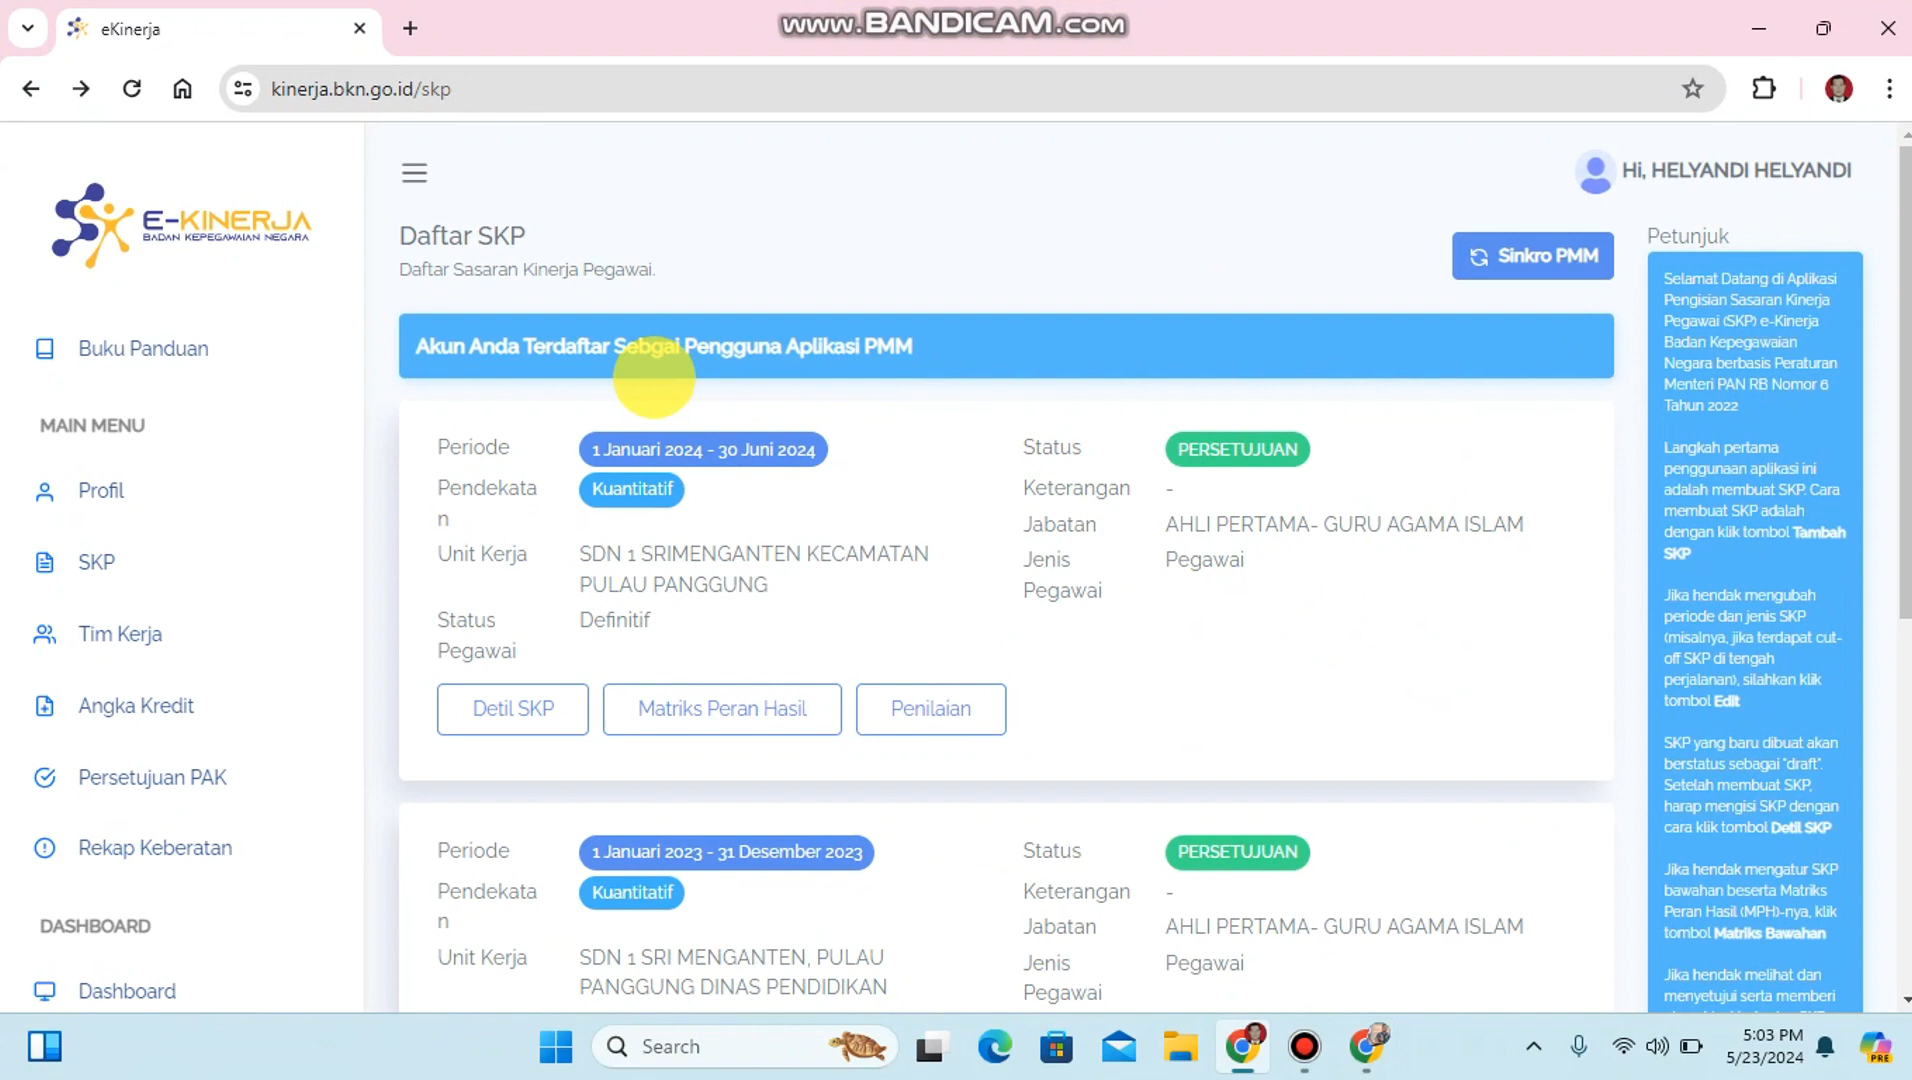 www.BANDICAM.com
eKinerja
kinerja.bkn.go.id/skp
E-KINERJA
BADAN KEPEGAWAIAN NEGARA
Buku Panduan
MAIN MENU
Profil
SKP
Tim Kerja
Angka Kredit
Persetujuan PAK
Rekap Keberatan
DASHBOARD
Dashboard
Hi, HELYANDI HELYANDI
Daftar SKP
Daftar Sasaran Kinerja Pegawai.
Sinkro PMM
Akun Anda Terdaftar Sebgai Pengguna Aplikasi PMM
Periode
1 Januari 2024 - 30 Juni 2024
Pendekata
n
Kuantitatif
Unit Kerja
SDN 1 SRIMENGANTEN KECAMATAN
PULAU PANGGUNG
Status
Pegawai
Definitif
Status
PERSETUJUAN
Keterangan
-
Jabatan
AHLI PERTAMA- GURU AGAMA ISLAM
Jenis
Pegawai
Pegawai
Detil SKP
Matriks Peran Hasil
Penilaian
Periode
1 Januari 2023 - 31 Desember 2023
Pendekata
n
Kuantitatif
Unit Kerja
SDN 1 SRI MENGANTEN, PULAU
PANGGUNG DINAS PENDIDIKAN
Status
PERSETUJUAN
Keterangan
-
Jabatan
AHLI PERTAMA- GURU AGAMA ISLAM
Jenis
Pegawai
Pegawai
Petunjuk
Selamat Datang di Aplikasi
Pengisian Sasaran Kinerja
Pegawai (SKP) e-Kinerja
Badan Kepegawaian
Negara berbasis Peraturan
Menteri PAN RB Nomor 6
Tahun 2022
Langkah pertama
penggunaan aplikasi ini
adalah membuat SKP. Cara
membuat SKP adalah
dengan klik tombol Tambah
SKP
Jika hendak mengubah
periode dan jenis SKP
(misalnya, jika terdapat cut-
off SKP di tengah
perjalanan), silahkan klik
tombol Edit
SKP yang baru dibuat akan
berstatus sebagai "draft".
Setelah membuat SKP,
harap mengisi SKP dengan
cara klik tombol Detil SKP
Jika hendak mengatur SKP
bawahan beserta Matriks
Peran Hasil (MPH)-nya, klik
tombol Matriks Bawahan
Jika hendak melihat dan
menyetujui serta memberi
Search
5:03 PM
5/23/2024
PRE